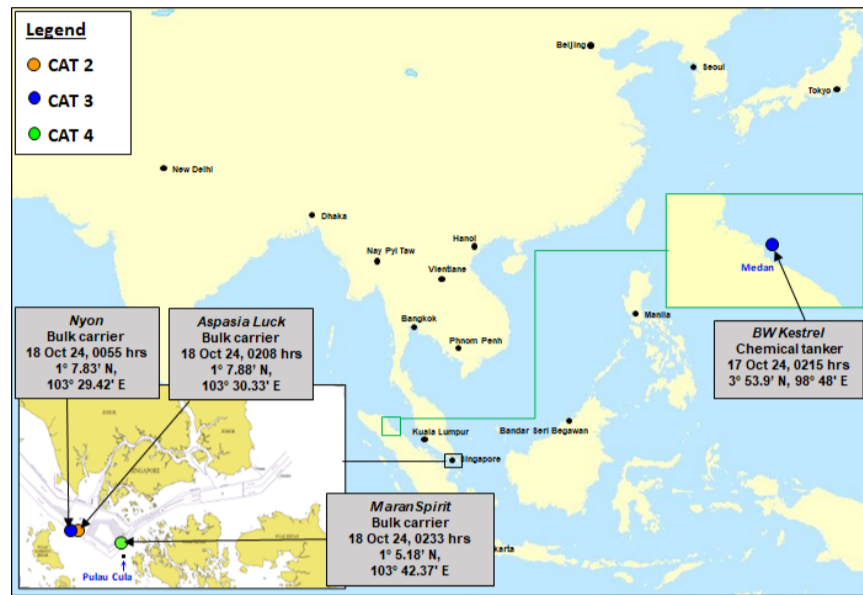 Legend
CAT 2
CAT 3
CAT 4
Beijing
Seoul
Tokyo
New Delhi
Dhaka
Hanoi
Nay Pyi Taw
Vientiane
Medan
Bangkok
Manila
Phnom Penh
Nyon
Bulk carrier
18 Oct 24, 0055 hrs
1° 7.83’ N,
103° 29.42’ E
Aspasia Luck
Bulk carrier
18 Oct 24, 0208 hrs
1° 7.88’ N,
103° 30.33’ E
BW Kestrel
Chemical tanker
17 Oct 24, 0215 hrs
3° 53.9’ N, 98° 48’ E
Kuala Lumpur
Bandar Seri Begawan
Singapore
MaranSpirit
Bulk carrier
18 Oct 24, 0233 hrs
1° 5.18’ N,
103° 42.37’ E
karta
SINGAPORE
Pulau Cula